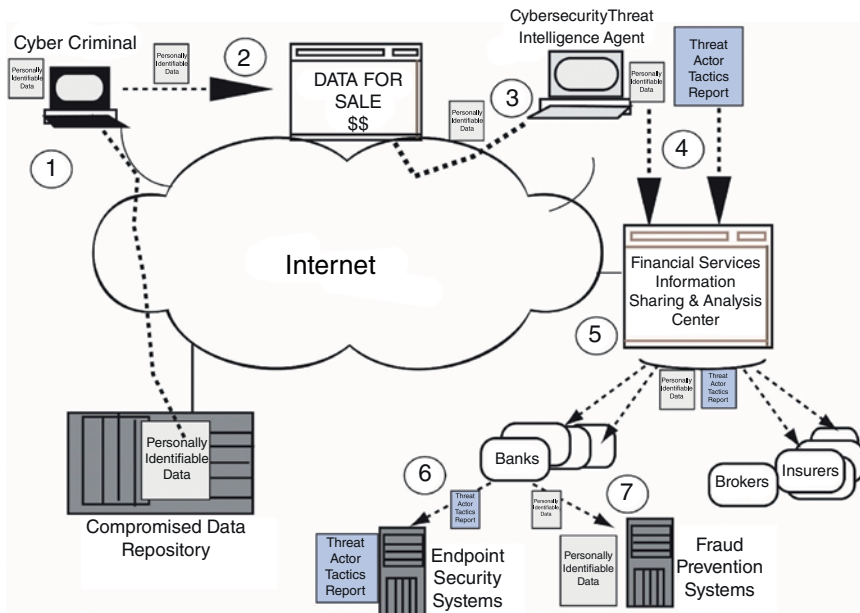 Cyber Criminal
Personally
Identifiable
Data
Personally
Identifiable
Data
2
DATA FOR
SALE
$$
CybersecurityThreat
Intelligence Agent
3
Personally
Identifiable
Data
Personally
Identifiable
Data
Threat
Actor
Tactics
Report
1
4
Internet
Financial Services
Information
Sharing & Analysis
Center
5
Personally
Identifiable
Data
Threat
Actor
Tactics
Report
Personally
Identifiable
Data
Compromised Data
Repository
Banks
Brokers
Insurers
6
Threat
Actor
Tactics
Report
Personally
Identifiable
Data
7
Threat
Actor
Tactics
Report
Endpoint
Security
Systems
Personally
Identifiable
Data
Fraud
Prevention
Systems